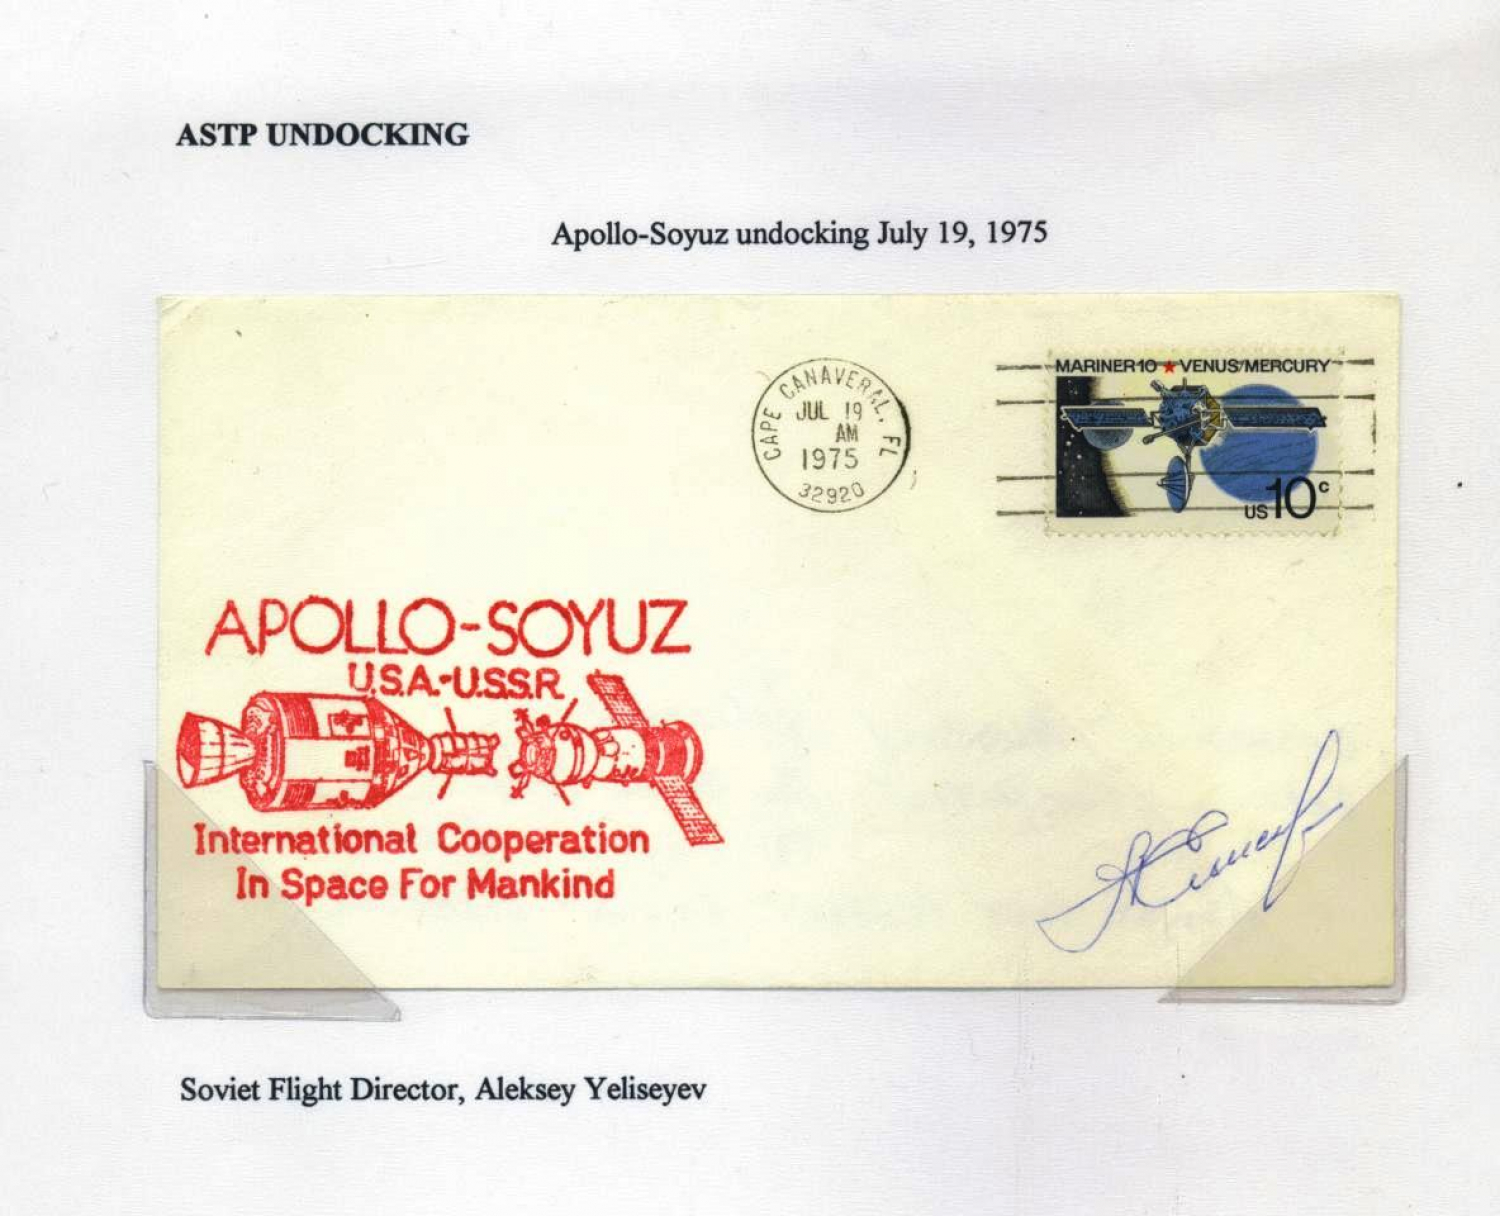 ASTP UNDOCKING
Apollo-Soyuz undocking July 19, 1975
CAPE CANAVERAL, FL
JUL 19
AM
1975
32920
MARINER 10 ★ VENUS/MERCURY
US 10c
APOLLO-SOYUZ
U.S.A.-U.S.S.R.
International Cooperation
In Space For Mankind
Soviet Flight Director, Aleksey Yeliseyev